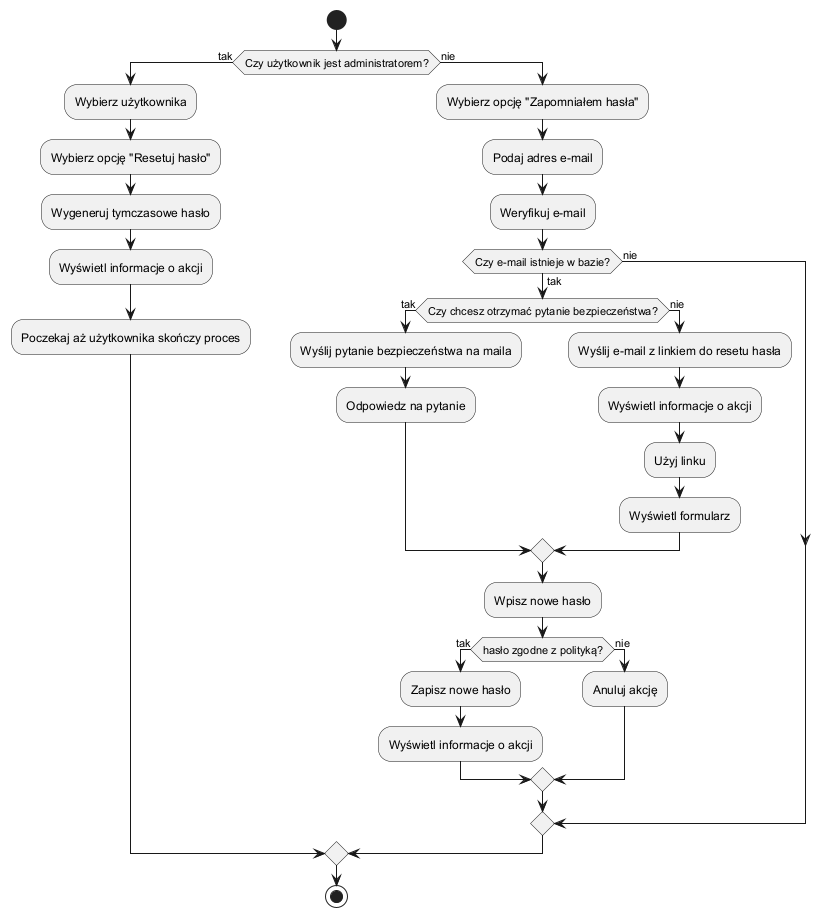 Czy użytkownik jest administratorem?
tak
nie
Wybierz użytkownika
Wybierz opcję "Resetuj hasło"
Wygeneruj tymczasowe hasło
Wyświetl informacje o akcji
Poczekaj aż użytkownika skończy proces
Wybierz opcję "Zapomniałem hasła"
Podaj adres e-mail
Weryfikuj e-mail
Czy e-mail istnieje w bazie?
nie
tak
Czy chcesz otrzymać pytanie bezpieczeństwa?
tak
nie
Wyślij pytanie bezpieczeństwa na maila
Odpowiedz na pytanie
Wyślij e-mail z linkiem do resetu hasła
Wyświetl informacje o akcji
Użyj linku
Wyświetl formularz
Wpisz nowe hasło
hasło zgodne z polityką?
tak
nie
Zapisz nowe hasło
Wyświetl informacje o akcji
Anuluj akcję